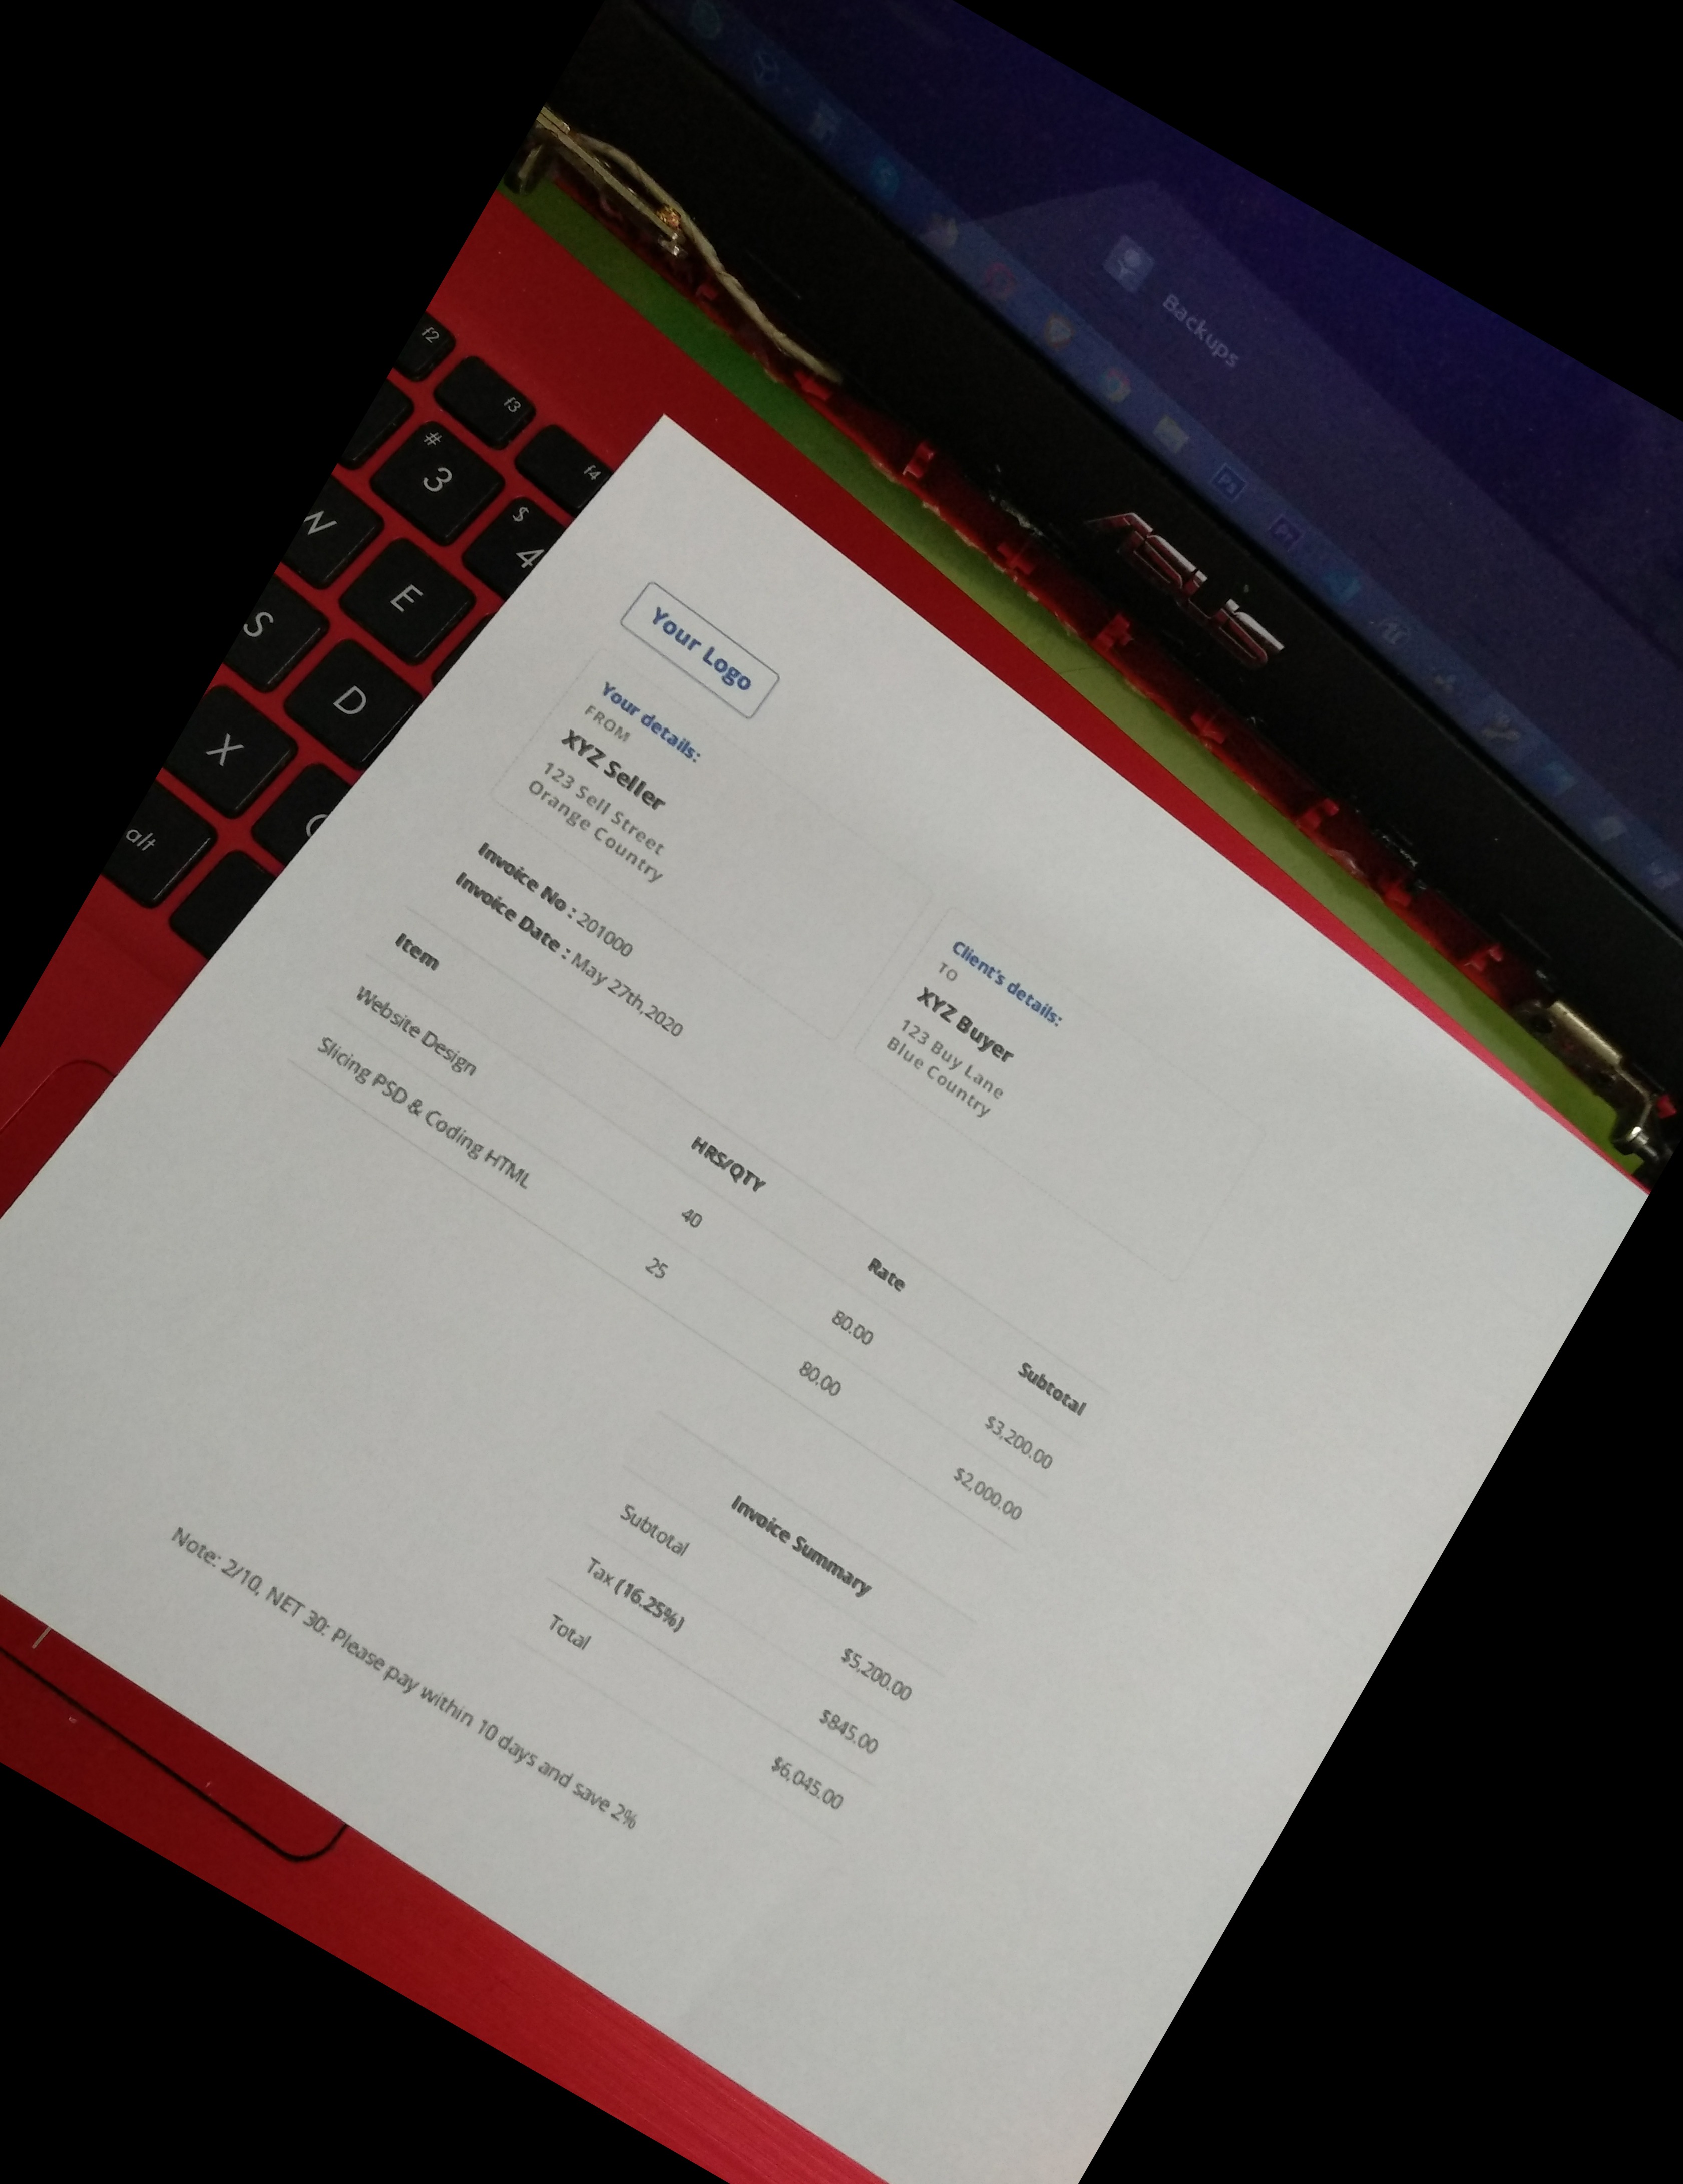 Backups
ASUS
f2
f3
f4
#
3
$
4
W
E
S
D
X
alt
Your Logo
Your details:
FROM
XYZ Seller
123 Sell Street
Orange Country
Client's details:
TO
XYZ Buyer
123 Buy Lane
Blue Country
Invoice No : 201000
Invoice Date : May 27th,2020
Item HRS/QTY Rate Subtotal
Website Design 40 80.00 $3,200.00
Slicing PSD & Coding HTML 25 80.00 $2,000.00
Invoice Summary
Subtotal $5,200.00
Tax (16.25%) $845.00
Total $6,045.00
Note: 2/10, NET 30: Please pay within 10 days and save 2%